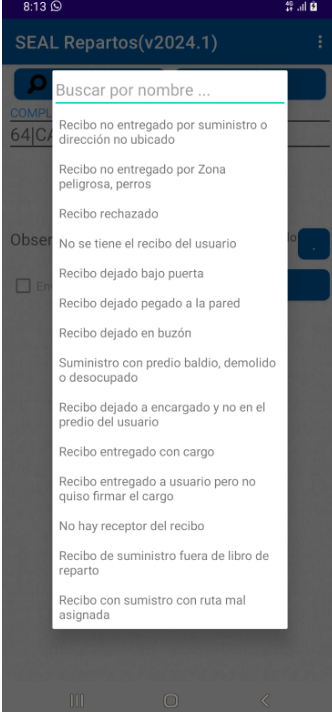 8:13
4G
SEAL Repartos(v2024.1)
Buscar por nombre ...
COMPL
64|CA
Recibo no entregado por suministro o
dirección no ubicado
Recibo no entregado por Zona
peligrosa, perros
Recibo rechazado
No se tiene el recibo del usuario
Obser
lo
.
Recibo dejado bajo puerta
En
Recibo dejado pegado a la pared
Recibo dejado en buzón
Suministro con predio baldio, demolido
o desocupado
Recibo dejado a encargado y no en el
predio del usuario
Recibo entregado con cargo
Recibo entregado a usuario pero no
quiso firmar el cargo
No hay receptor del recibo
Recibo de suministro fuera de libro de
reparto
Recibo con sumistro con ruta mal
asignada